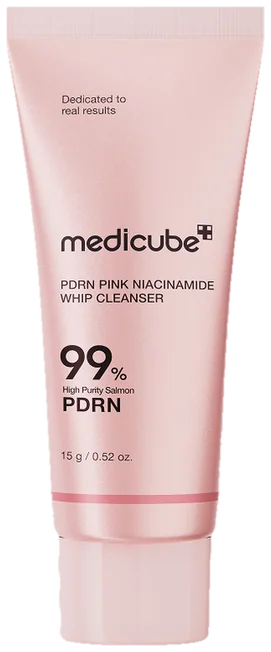 Dedicated to
real results
medicube
PDRN PINK NIACINAMIDE
WHIP CLEANSER
99%
High Purity Salmon
PDRN
15 g / 0.52 oz.